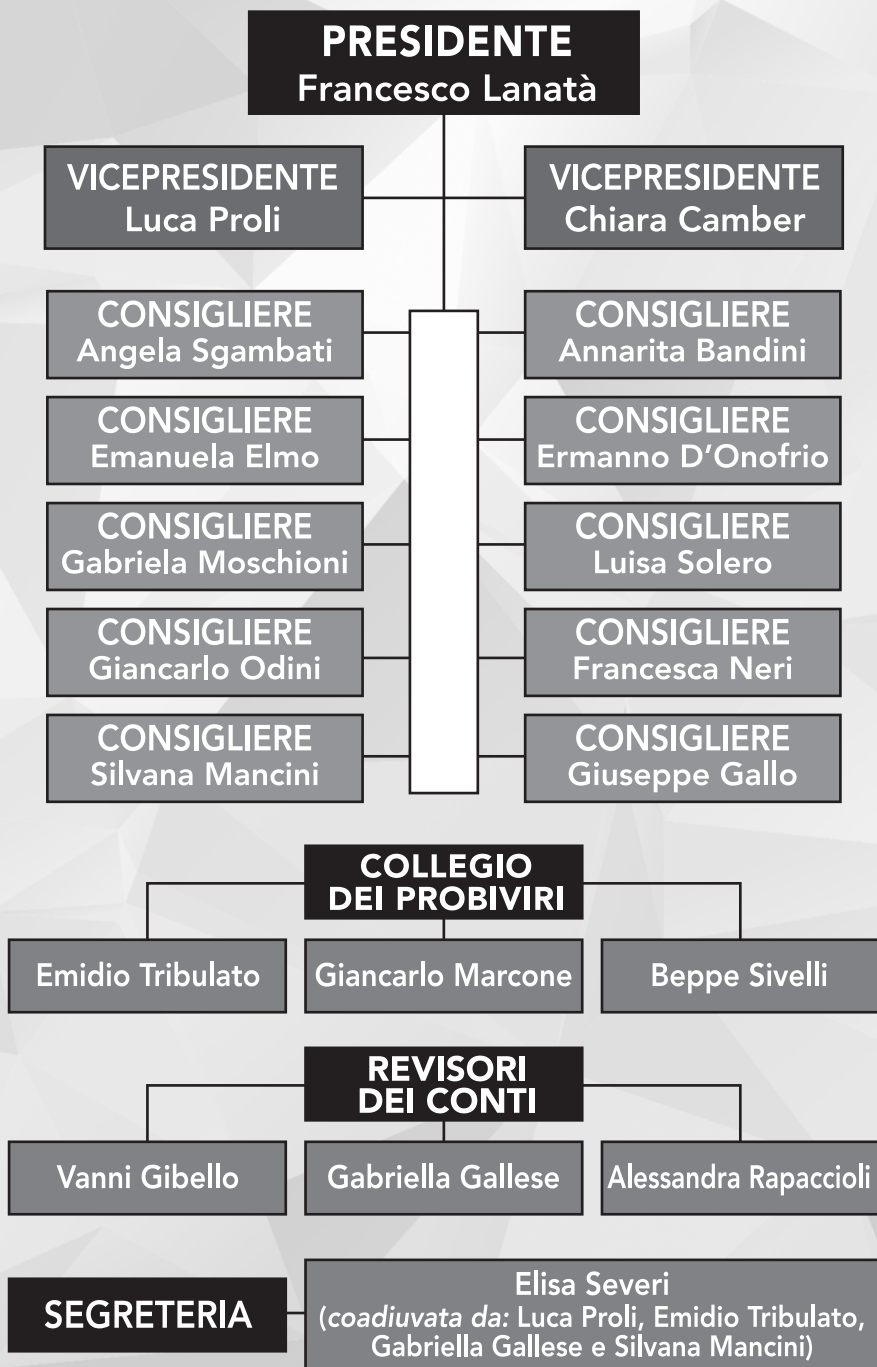 PRESIDENTE
Francesco Lanatà
VICEPRESIDENTE
Luca Proli
VICEPRESIDENTE
Chiara Camber
CONSIGLIERE
Angela Sgambati
CONSIGLIERE
Annarita Bandini
CONSIGLIERE
Emanuela Elmo
CONSIGLIERE
Ermanno D'Onofrio
CONSIGLIERE
Gabriela Moschioni
CONSIGLIERE
Luisa Solero
CONSIGLIERE
Giancarlo Odini
CONSIGLIERE
Francesca Neri
CONSIGLIERE
Silvana Mancini
CONSIGLIERE
Giuseppe Gallo
COLLEGIO
DEI PROBIVIRI
Emidio Tribulato
Giancarlo Marcone
Beppe Sivelli
REVISORI
DEI CONTI
Vanni Gibello
Gabriella Gallese
Alessandra Rapaccioli
SEGRETERIA
Elisa Severi
(coadiuvata da: Luca Proli, Emidio Tribulato,
Gabriella Gallese e Silvana Mancini)